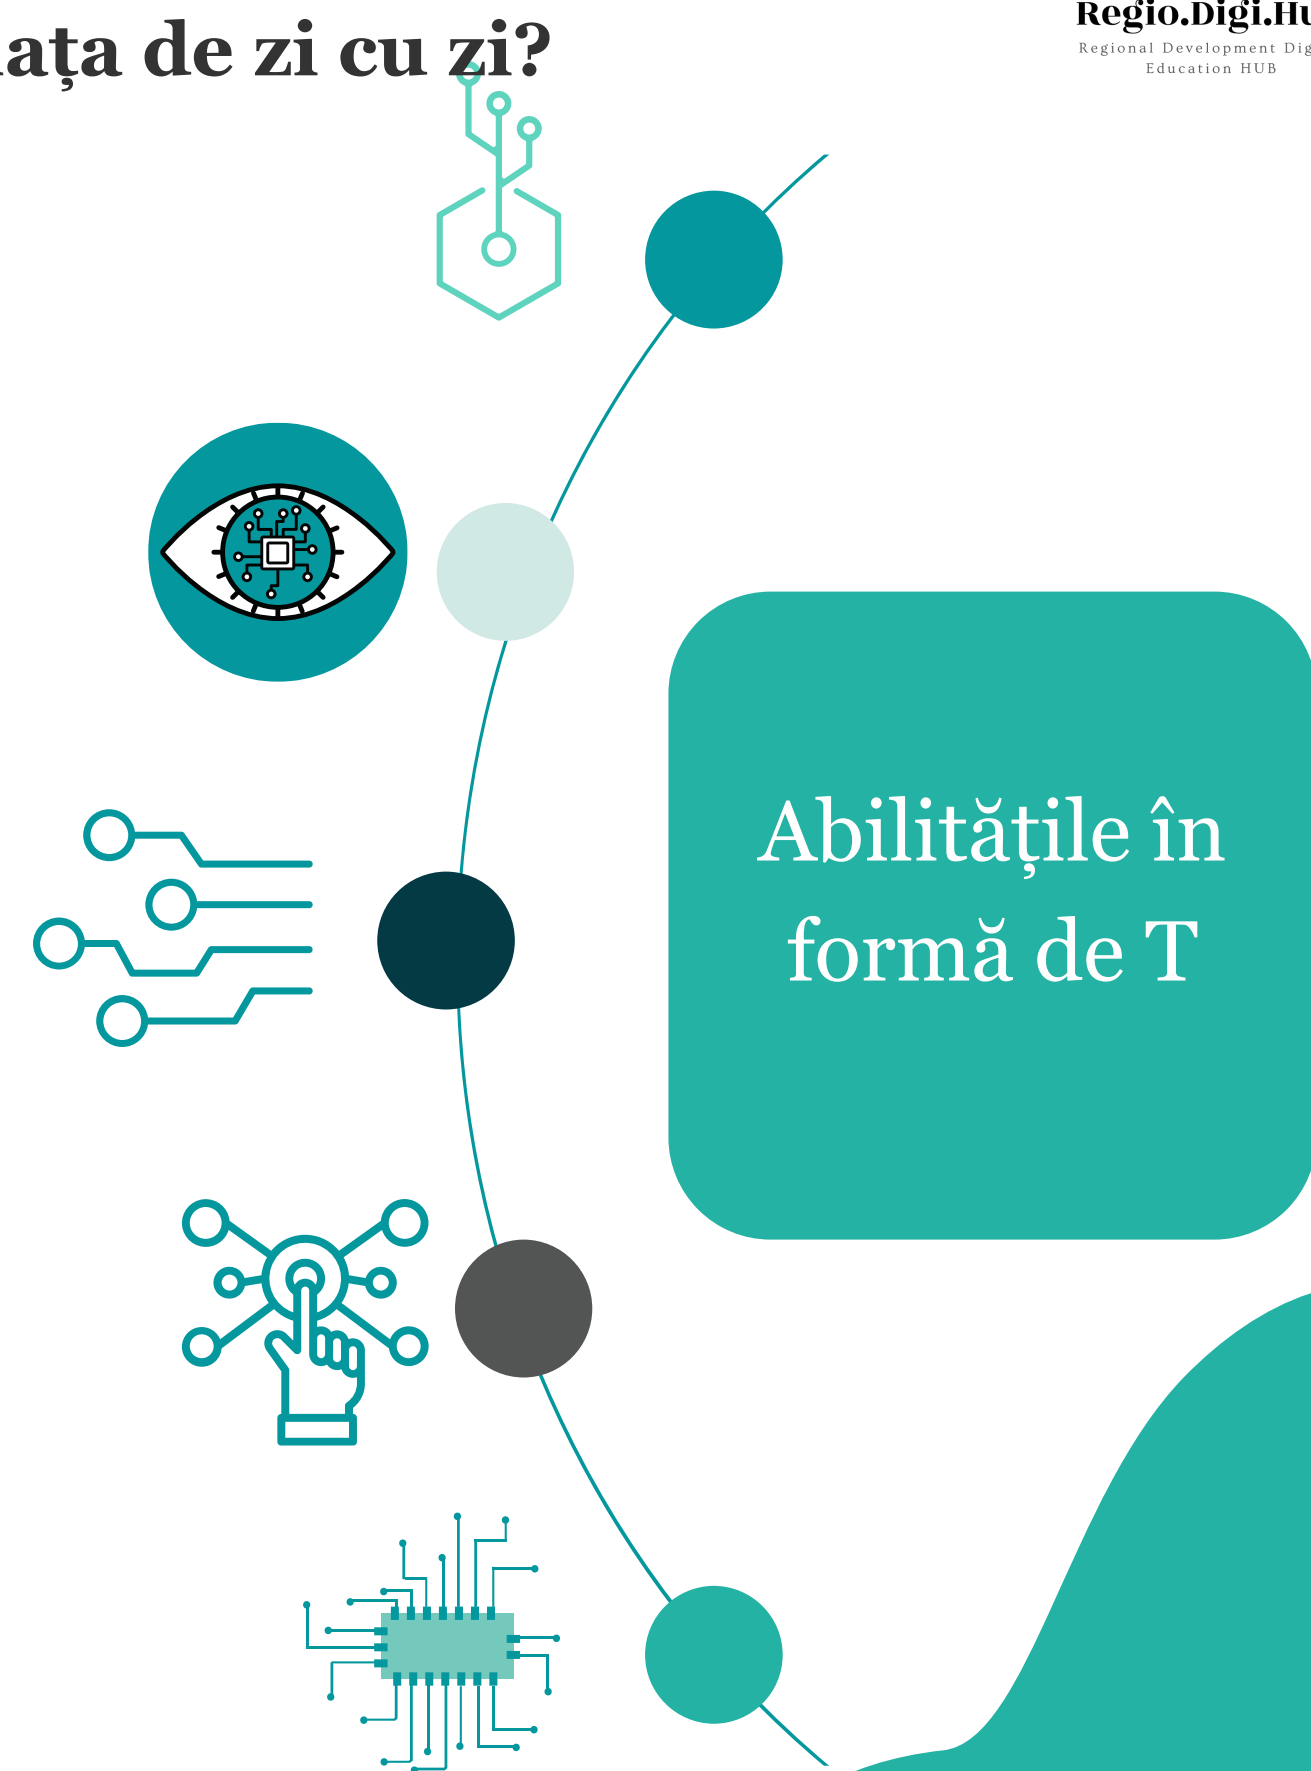 ața de zi cu zi?
Regio.Digi.Hu
Regional Development Dig
Education HUB
Abilitățile în
formă de T